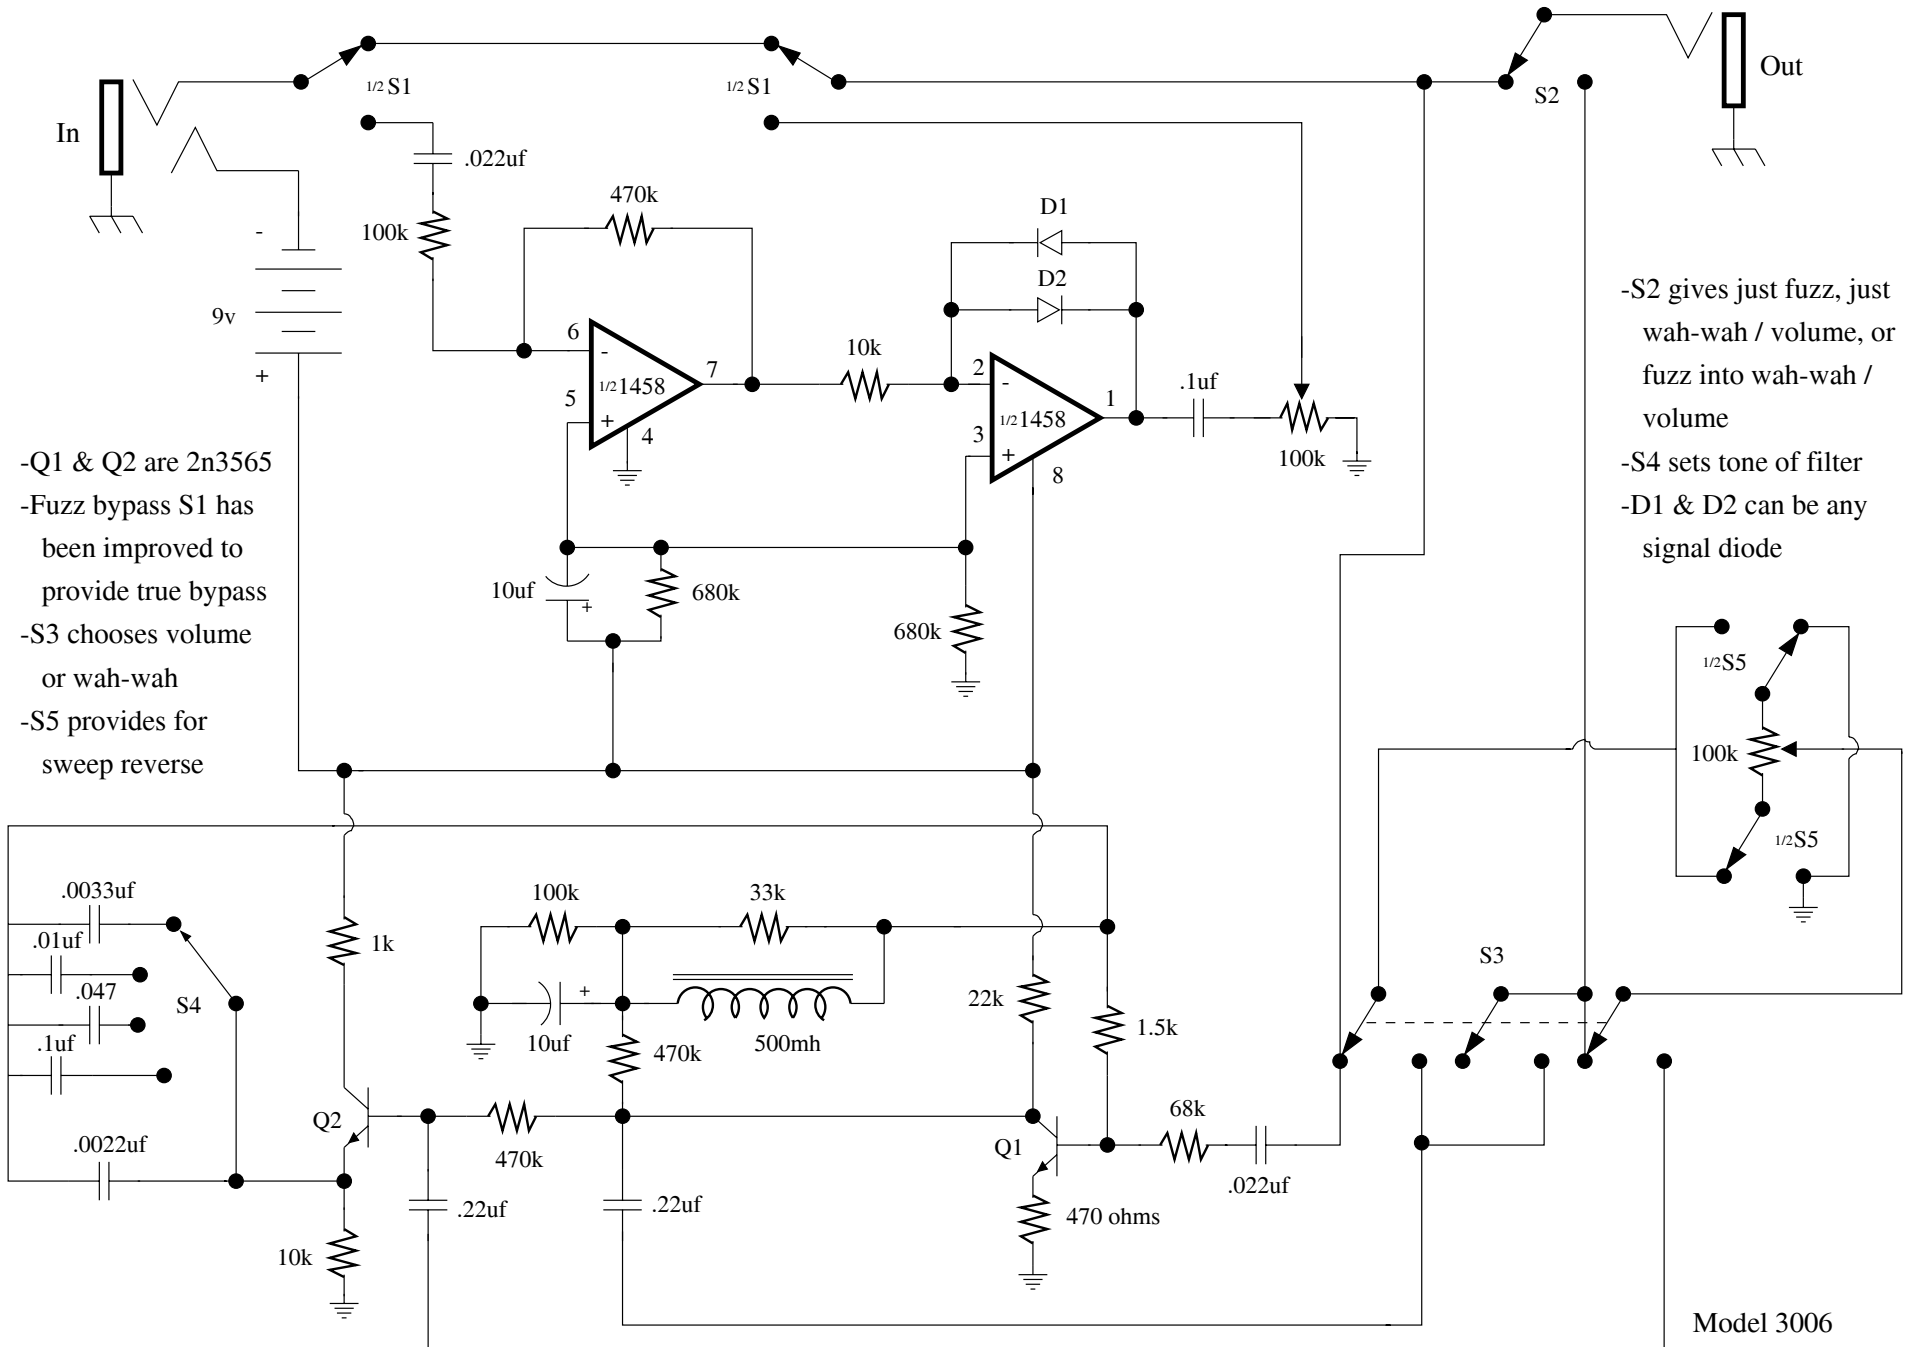 In
1/2 S1
1/2 S1
S2
Out
.022uf
100k
470k
-
9v
+
6
-
1/2 1458
5
+
7
4
10k
D1
D2
2
-
1/2 1458
3
+
1
8
.1uf
100k
10uf
+
680k
680k
-Q1 & Q2 are 2n3565
-Fuzz bypass S1 has
been improved to
provide true bypass
-S3 chooses volume
or wah-wah
-S5 provides for
sweep reverse
-S2 gives just fuzz, just
wah-wah / volume, or
fuzz into wah-wah /
volume
-S4 sets tone of filter
-D1 & D2 can be any
signal diode
1/2 S5
100k
1/2 S5
.0033uf
.01uf
.047
.1uf
S4
.0022uf
1k
Q2
10k
100k
33k
+
10uf
500mh
470k
470k
.22uf
.22uf
22k
1.5k
Q1
68k
.022uf
470 ohms
S3
Model 3006